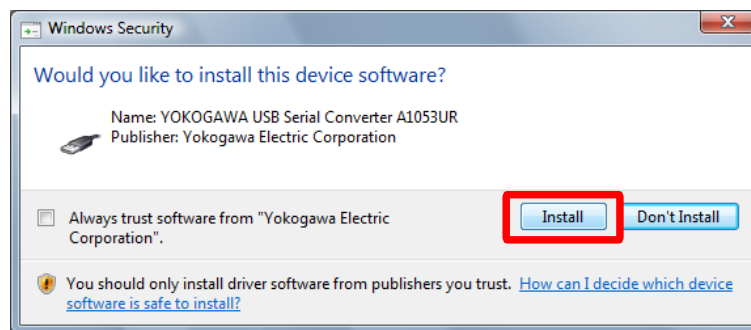 Windows Security
Would you like to install this device software?
Name: YOKOGAWA USB Serial Converter A1053UR
Publisher: Yokogawa Electric Corporation
Always trust software from "Yokogawa Electric
Corporation".
Install
Don't Install
You should only install driver software from publishers you trust. How can I decide which device
software is safe to install?